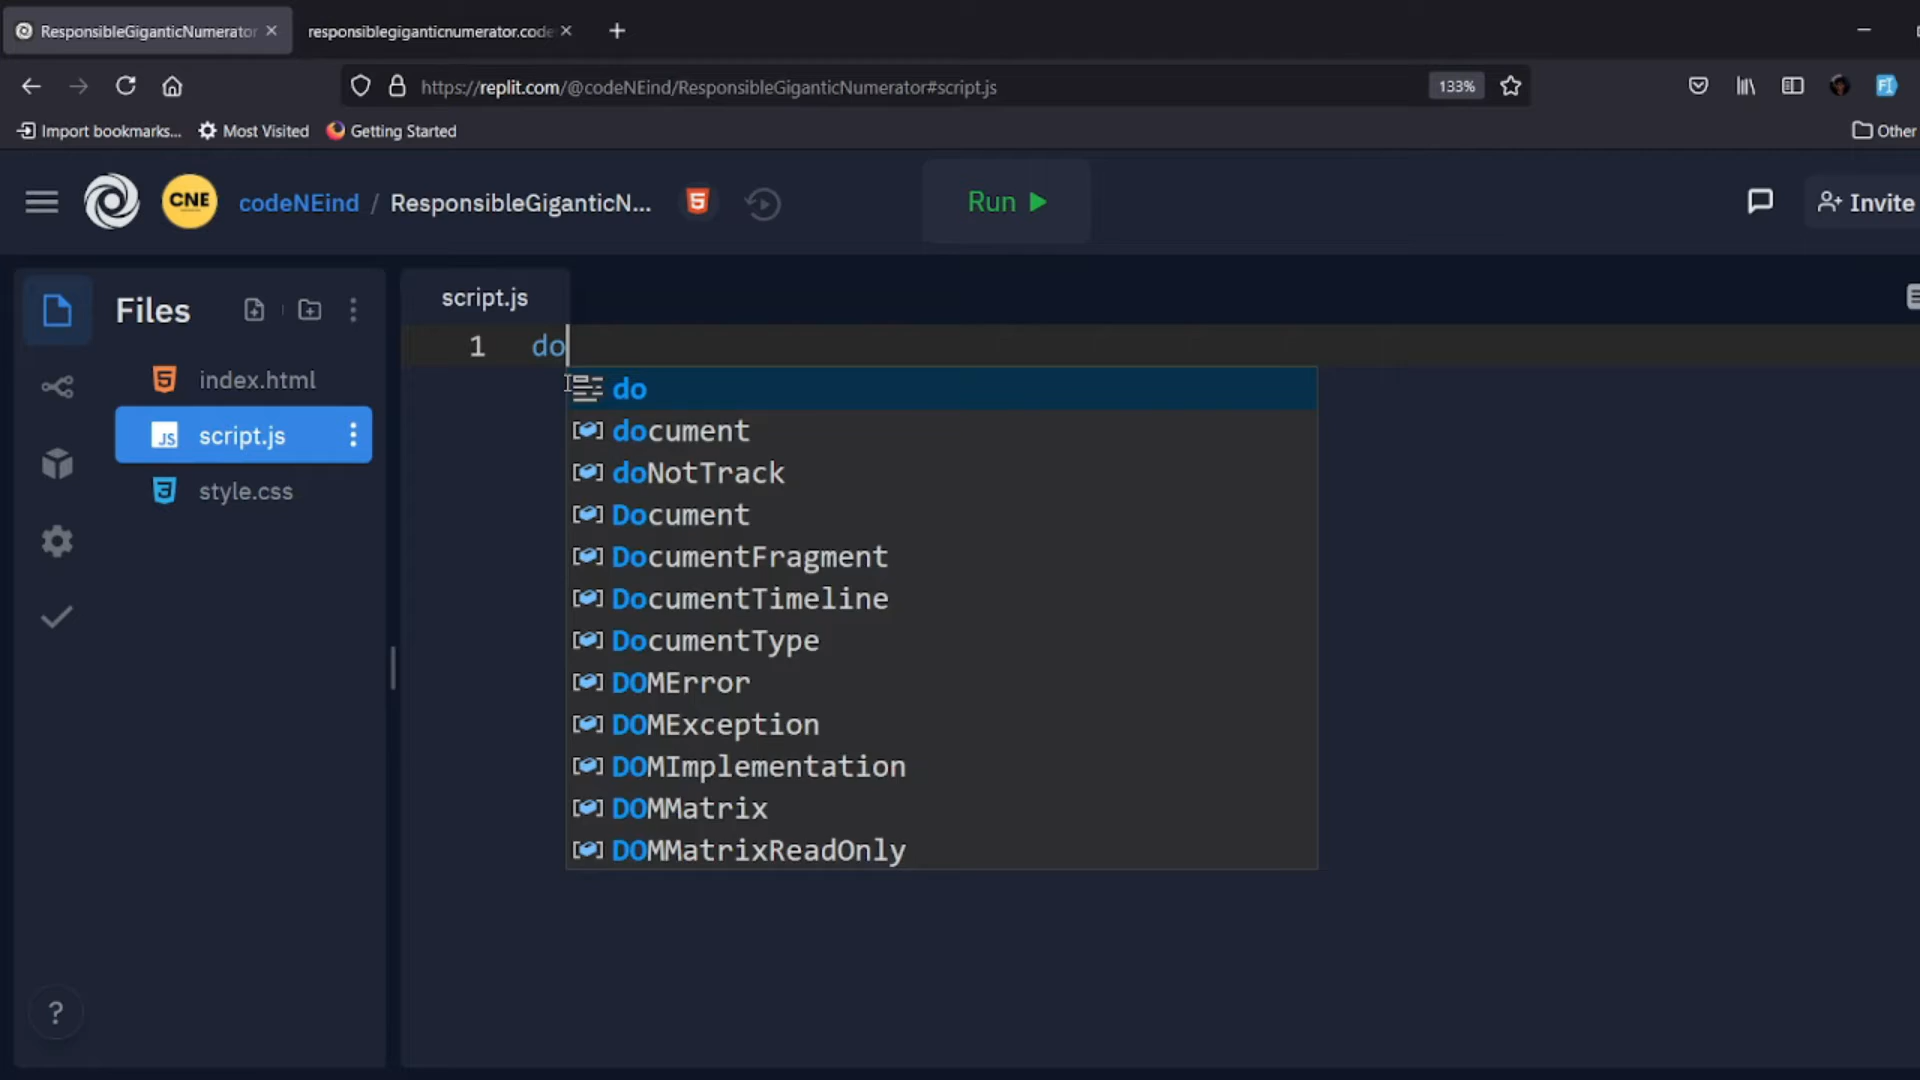 ResponsibleGiganticNumerator
responsiblegiganticnumerator.code
https://replit.com/@codeNEind/ResponsibleGiganticNumerator#script.js
133%
Import bookmarks...
Most Visited
Getting Started
Other
CNE
codeNEind / ResponsibleGiganticN...
Run
Invite
Files
script.js
index.html
JS script.js
style.css
1 do
do
document
doNotTrack
Document
DocumentFragment
DocumentTimeline
DocumentType
DOMError
DOMException
DOMImplementation
DOMMatrix
DOMMatrixReadOnly
?